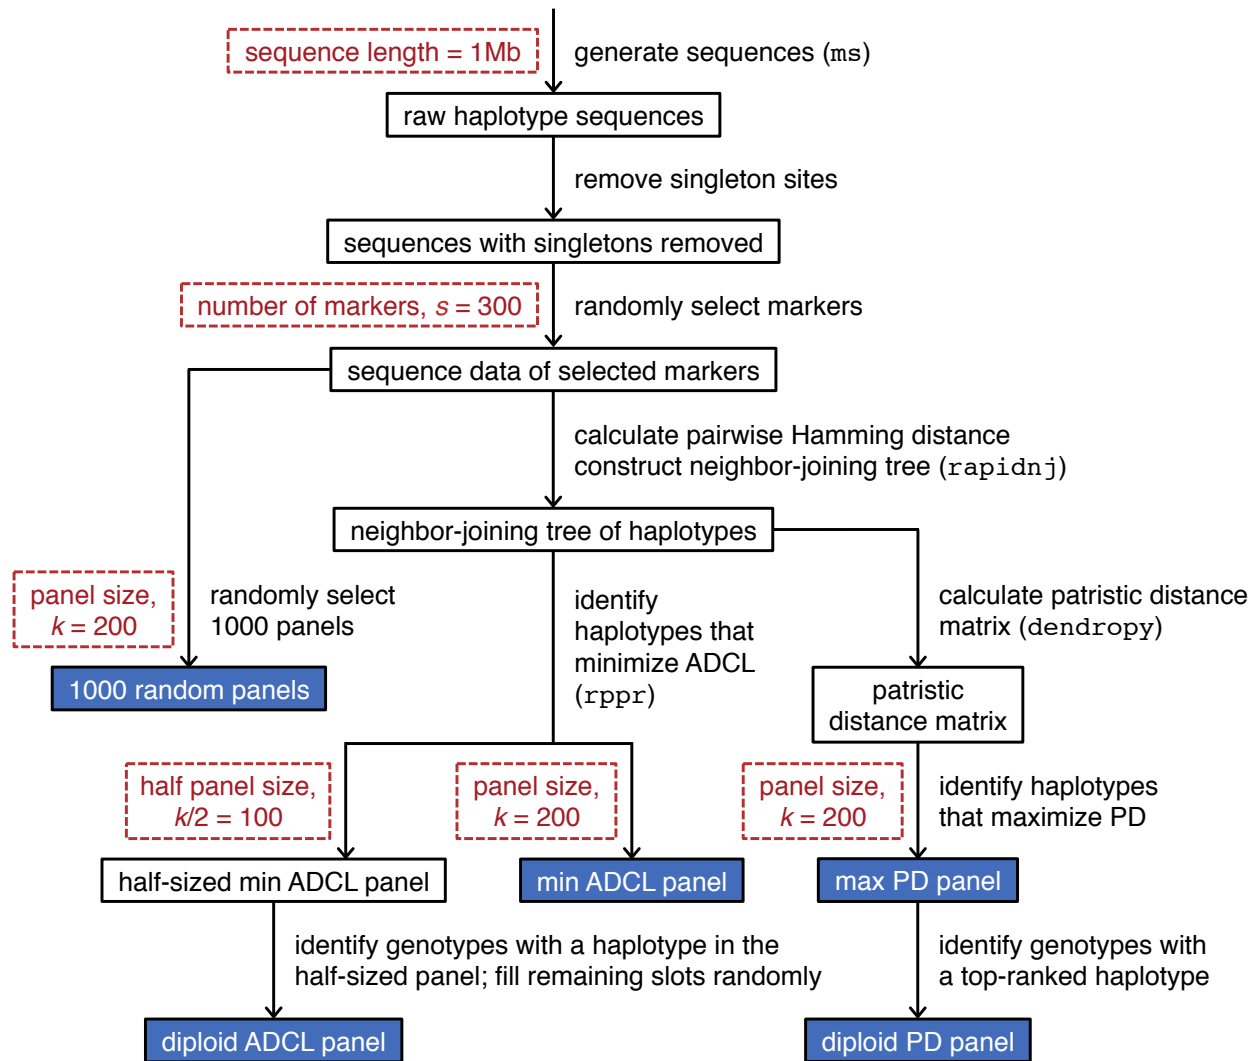 sequence length = 1Mb
generate sequences (ms)
raw haplotype sequences
remove singleton sites
sequences with singletons removed
number of markers, s = 300
randomly select markers
sequence data of selected markers
calculate pairwise Hamming distance
construct neighbor-joining tree (rapidnj)
neighbor-joining tree of haplotypes
panel size,
k = 200
randomly select
1000 panels
1000 random panels
identify
haplotypes that
minimize ADCL
(rppr)
calculate patristic distance
matrix (dendropy)
patristic
distance matrix
half panel size,
k/2 = 100
panel size,
k = 200
panel size,
k = 200
identify haplotypes
that maximize PD
half-sized min ADCL panel
min ADCL panel
max PD panel
identify genotypes with a haplotype in the
half-sized panel; fill remaining slots randomly
identify genotypes with
a top-ranked haplotype
diploid ADCL panel
diploid PD panel